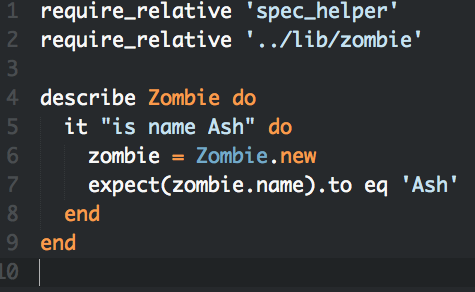 1 require_relative 'spec_helper'
2 require_relative '../lib/zombie'
3
4 describe Zombie do
5   it "is name Ash" do
6     zombie = Zombie.new
7     expect(zombie.name).to eq 'Ash'
8   end
9 end
10